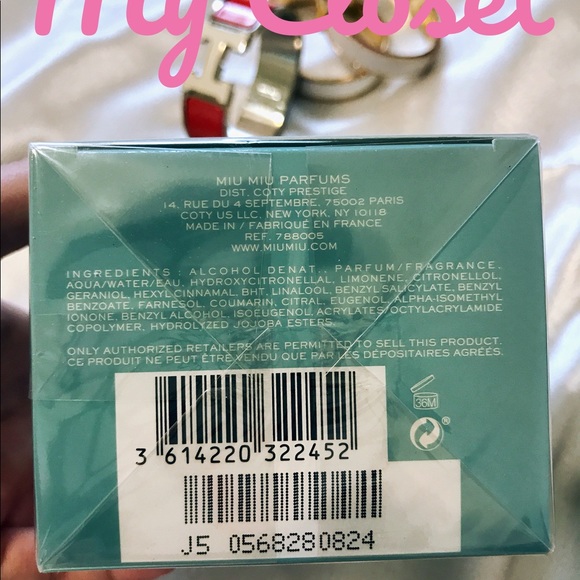 My Closet
MIU MIU PARFUMS
DIST. COTY PRESTIGE
14, RUE DU 4 SEPTEMBRE, 75002 PARIS
COTY US LLC, NEW YORK, NY 10118
MADE IN / FABRIQUÉ EN FRANCE
REF. 788005
WWW.MIUMIU.COM
INGREDIENTS : ALCOHOL DENAT., PARFUM/FRAGRANCE,
AQUA/WATER/EAU, HYDROXYCITRONELLAL, LIMONENE, CITRONELLOL,
GERANIOL, HEXYL CINNAMAL, BHT, LINALOOL, BENZYL SALICYLATE, BENZYL
BENZOATE, FARNESOL, COUMARIN, CITRAL, EUGENOL, ALPHA-ISOMETHYL
IONONE, BENZYL ALCOHOL, ISOEUGENOL, ACRYLATES/OCTYLACRYLAMIDE
COPOLYMER, HYDROLYZED JOJOBA ESTERS.
ONLY AUTHORIZED RETAILERS ARE PERMITTED TO SELL THIS PRODUCT.
CE PRODUIT NE PEUT ÊTRE VENDU QUE PAR LES DÉPOSITAIRES AGRÉÉS.
36M
®
3 614220 322452
J5 0568280824